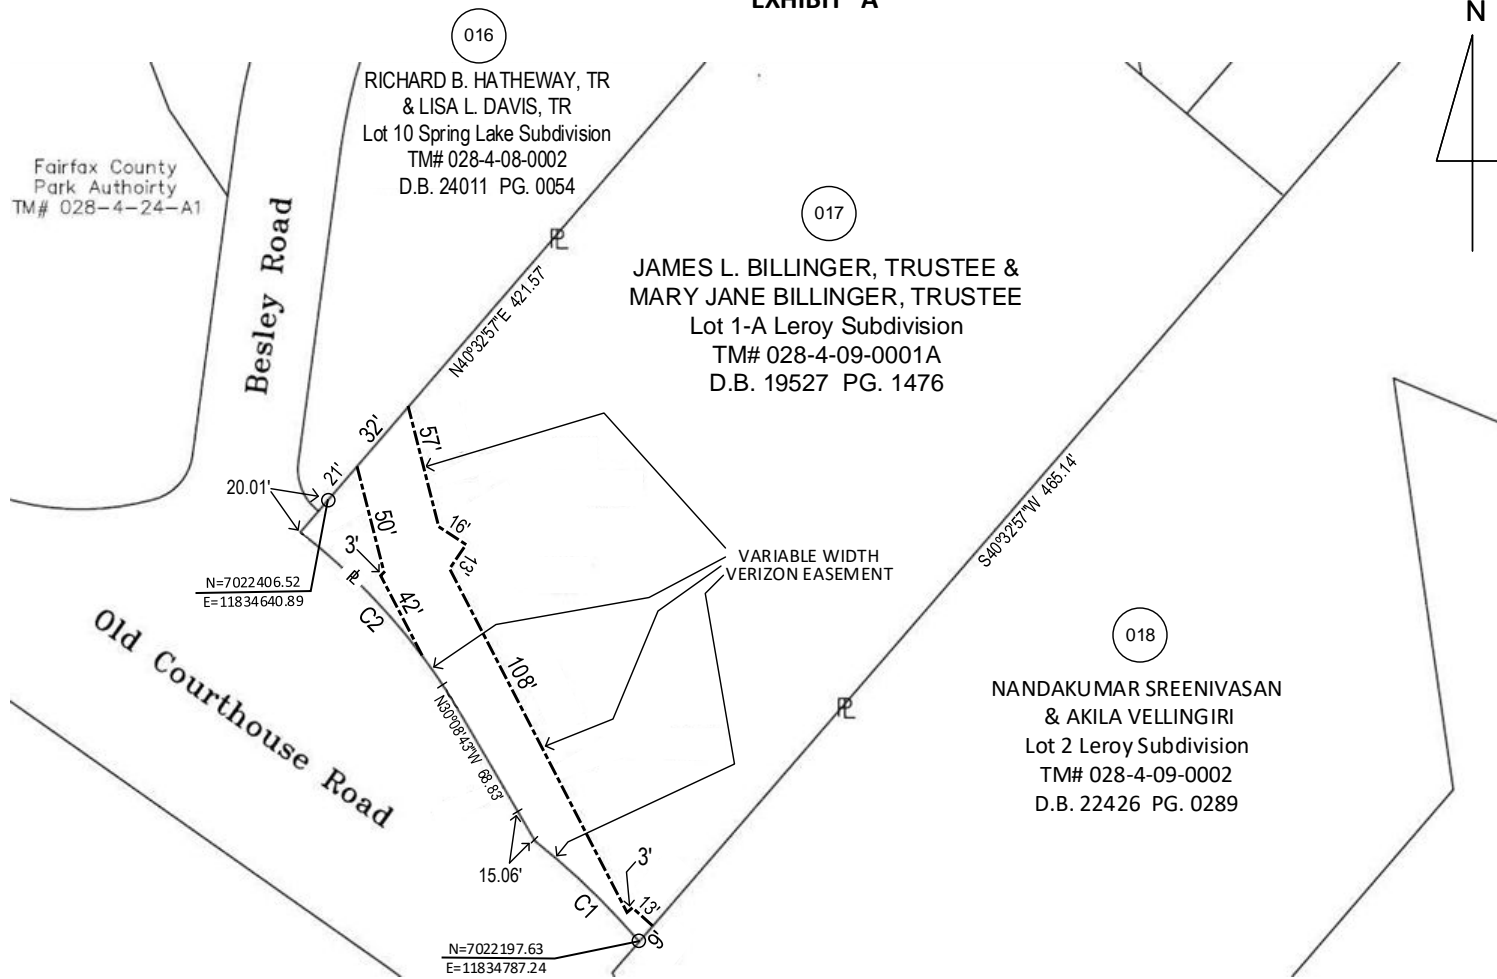 EXHIBIT "A"
N
016
RICHARD B. HATHEWAY, TR
& LISA L. DAVIS, TR
Lot 10 Spring Lake Subdivision
TM# 028-4-08-0002
D.B. 24011 PG. 0054
Fairfax County
Park Authoirty
TM# 028-4-24-A1
Besley Road
017
JAMES L. BILLINGER, TRUSTEE &
MARY JANE BILLINGER, TRUSTEE
Lot 1-A Leroy Subdivision
TM# 028-4-09-0001A
D.B. 19527 PG. 1476
PL
N40°32'57"E 421.57'
32'
57'
21'
20.01'
50'
16'
3'
13'
42'
PL
C2
N=7022406.52
E=11834640.89
VARIABLE WIDTH
VERIZON EASEMENT
S40°32'57"W 465.14'
Old Courthouse Road
108'
N30°08'43"W 68.83'
PL
018
NANDAKUMAR SREENIVASAN
& AKILA VELLINGIRI
Lot 2 Leroy Subdivision
TM# 028-4-09-0002
D.B. 22426 PG. 0289
15.06'
3'
C1
13'
9'
N=7022197.63
E=11834787.24